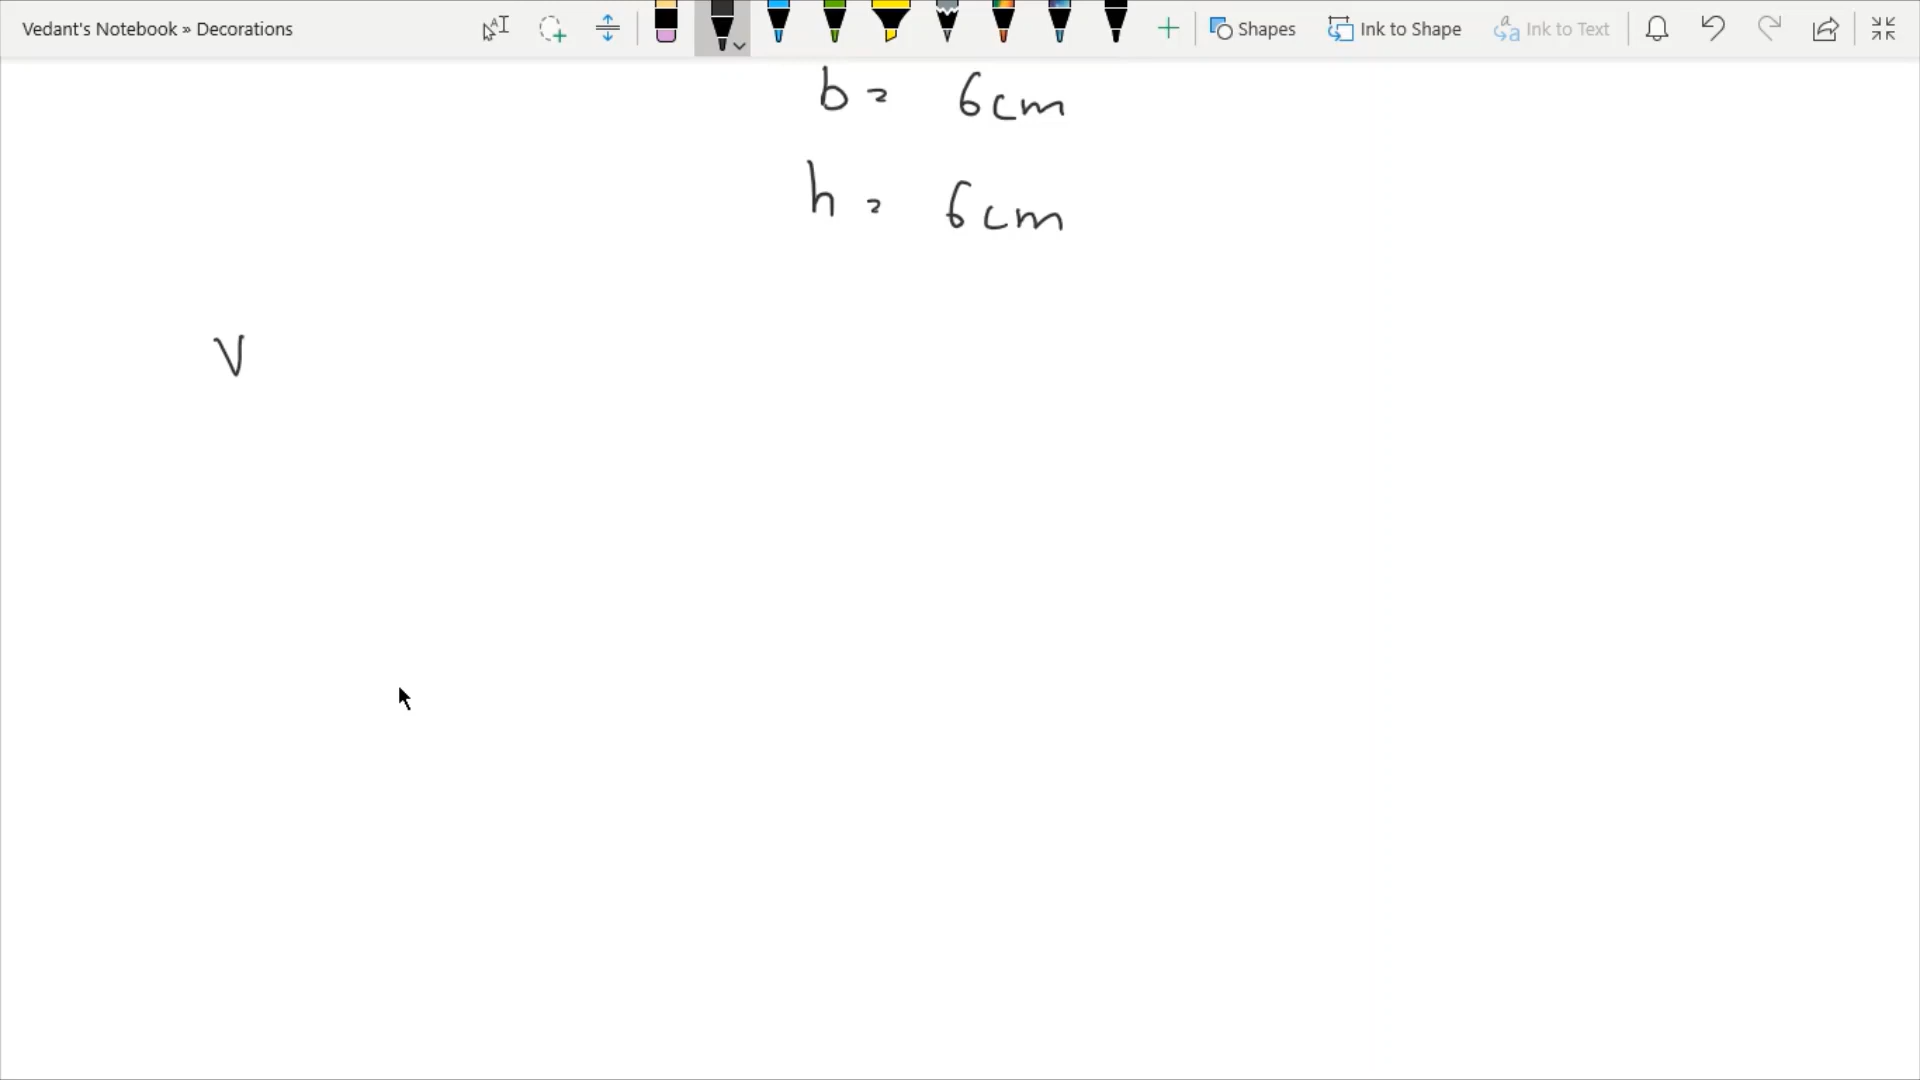 Vedant's Notebook » Decorations Shapes Ink to Shape Ink to Text
b = 6cm
h = 6cm
V